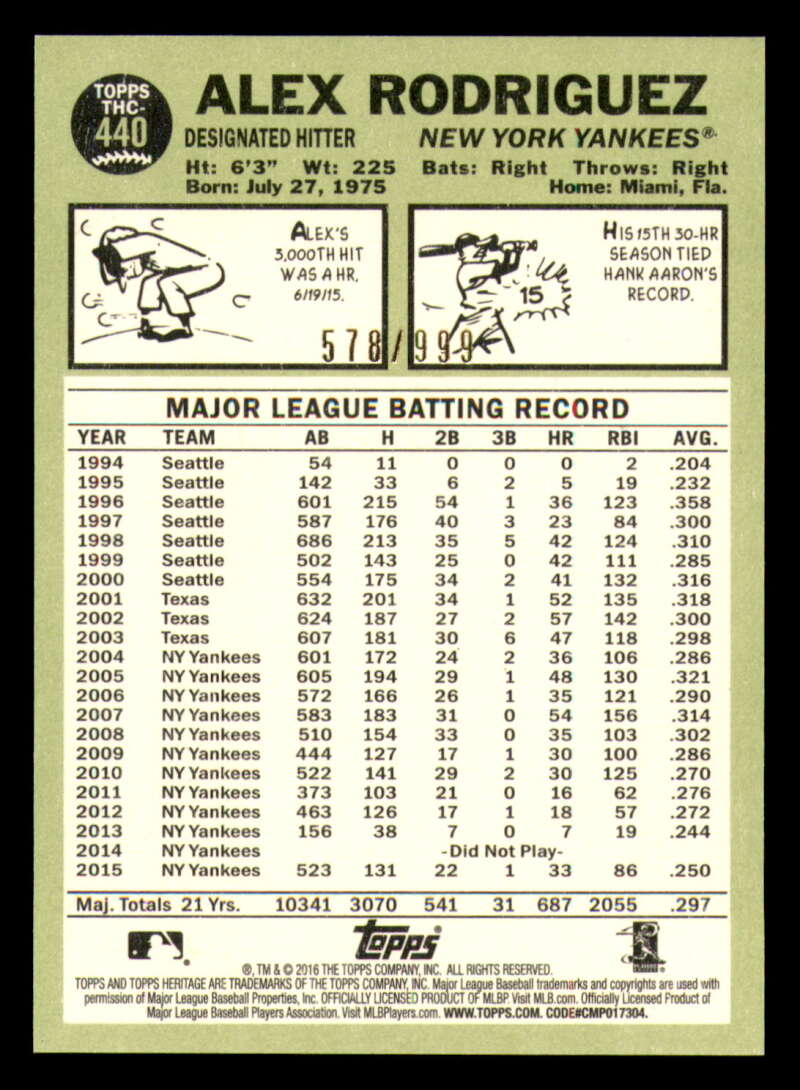 TOPPS
THC-
440
ALEX RODRIGUEZ
DESIGNATED HITTER NEW YORK YANKEES®
Ht: 6'3" Wt: 225 Bats: Right Throws: Right
Born: July 27, 1975 Home: Miami, Fla.
ALEX'S
3,000TH HIT
WAS A HR,
6/19/15.
HIS 15TH 30-HR
SEASON TIED
HANK AARON'S
RECORD.
15
578/999
MAJOR LEAGUE BATTING RECORD
YEAR TEAM AB H 2B 3B HR RBI AVG.
1994 Seattle 54 11 0 0 0 2 .204
1995 Seattle 142 33 6 2 5 19 .232
1996 Seattle 601 215 54 1 36 123 .358
1997 Seattle 587 176 40 3 23 84 .300
1998 Seattle 686 213 35 5 42 124 .310
1999 Seattle 502 143 25 0 42 111 .285
2000 Seattle 554 175 34 2 41 132 .316
2001 Texas 632 201 34 1 52 135 .318
2002 Texas 624 187 27 2 57 142 .300
2003 Texas 607 181 30 6 47 118 .298
2004 NY Yankees 601 172 24 2 36 106 .286
2005 NY Yankees 605 194 29 1 48 130 .321
2006 NY Yankees 572 166 26 1 35 121 .290
2007 NY Yankees 583 183 31 0 54 156 .314
2008 NY Yankees 510 154 33 0 35 103 .302
2009 NY Yankees 444 127 17 1 30 100 .286
2010 NY Yankees 522 141 29 2 30 125 .270
2011 NY Yankees 373 103 21 0 16 62 .276
2012 NY Yankees 463 126 17 1 18 57 .272
2013 NY Yankees 156 38 7 0 7 19 .244
2014 NY Yankees -Did Not Play-
2015 NY Yankees 523 131 22 1 33 86 .250
Maj. Totals 21 Yrs. 10341 3070 541 31 687 2055 .297
topps®
®, TM & © 2016 THE TOPPS COMPANY, INC. ALL RIGHTS RESERVED.
TOPPS AND TOPPS HERITAGE ARE TRADEMARKS OF THE TOPPS COMPANY, INC. Major League Baseball trademarks and copyrights are used with
permission of Major League Baseball Properties, Inc. OFFICIALLY LICENSED PRODUCT OF MLBP Visit MLB.com. Officially Licensed Product of
Major League Baseball Players Association. Visit MLBPlayers.com. WWW.TOPPS.COM. CODE#CMP017304.